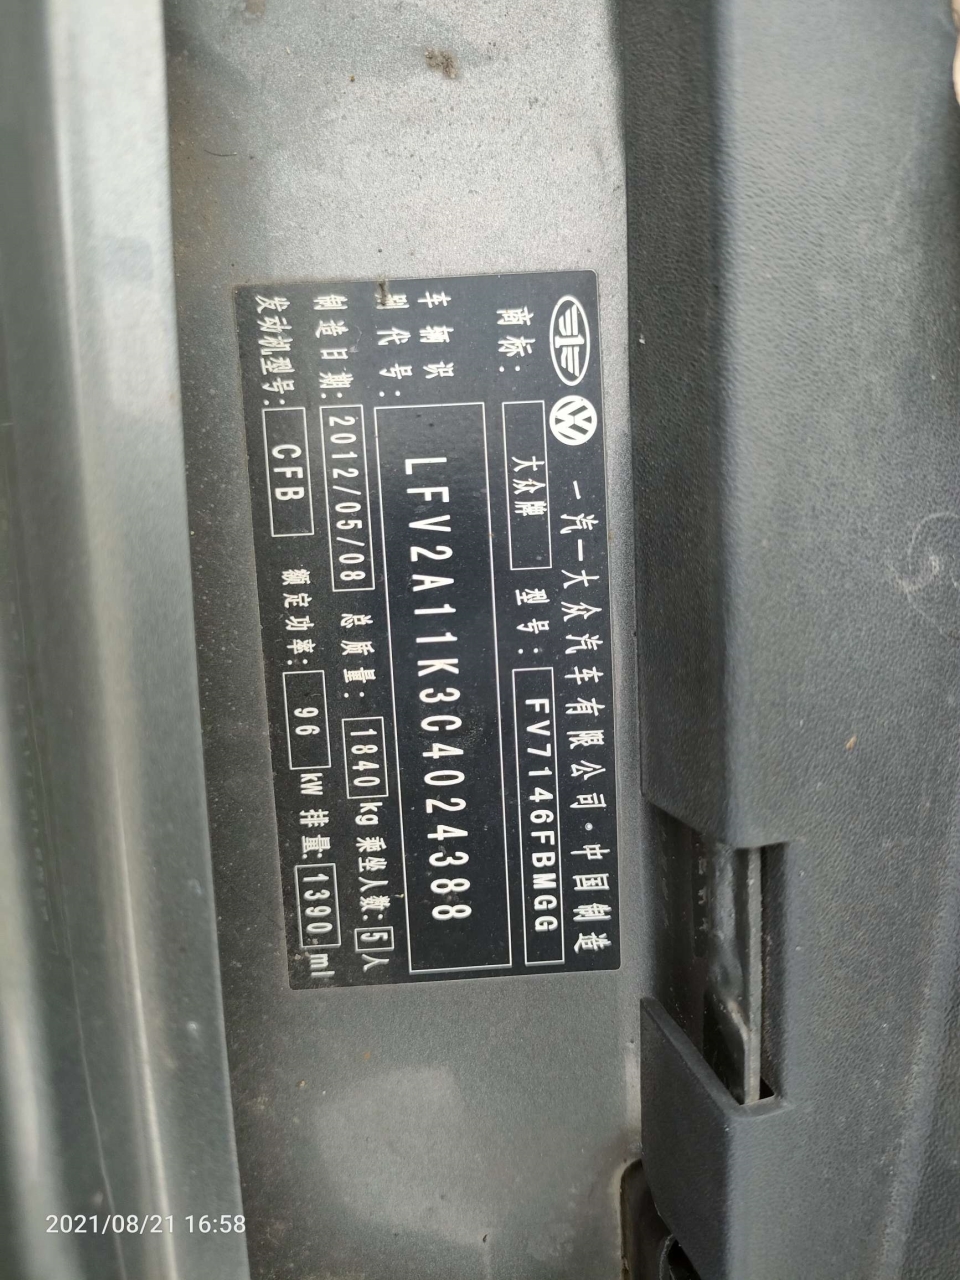 一汽一大众汽车有限公司·中国制造
商标: 大众牌 型号: FV7146FBMGG
车辆识
别代号: LFV2A11K3C4024388
制造日期: 2012/05/08 总质量: 1840 kg 乘坐人数: 5 人
发动机型号: CFB 额定功率: 96 kW 排量: 1390 ml
2021/08/21 16:58